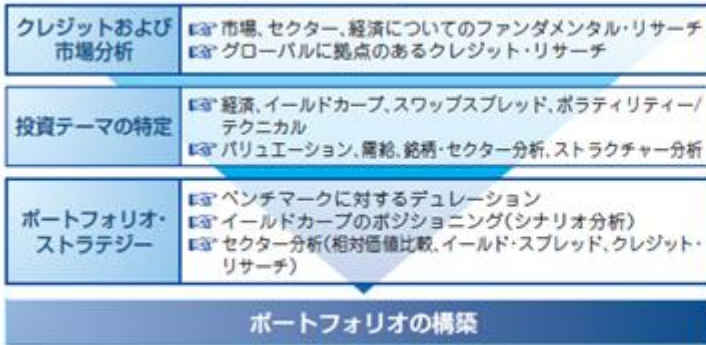 クレジットおよび
市場分析
☞市場、セクター、経済についてのファンダメンタル・リサーチ
☞グローバルに拠点のあるクレジット・リサーチ
投資テーマの特定
☞経済、イールドカープ、スワップスプレッド、ボラティリティー/
テクニカル
☞バリュエーション、需給、銘柄・セクター分析、ストラクチャー分析
ポートフォリオ・
ストラテジー
☞ベンチマークに対するデュレーション
☞イールドカーブのポジショニング(シナリオ分析)
☞セクター分析(相対価値比較、イールド・スプレッド、クレジット・
リサーチ)
ポートフォリオの構築